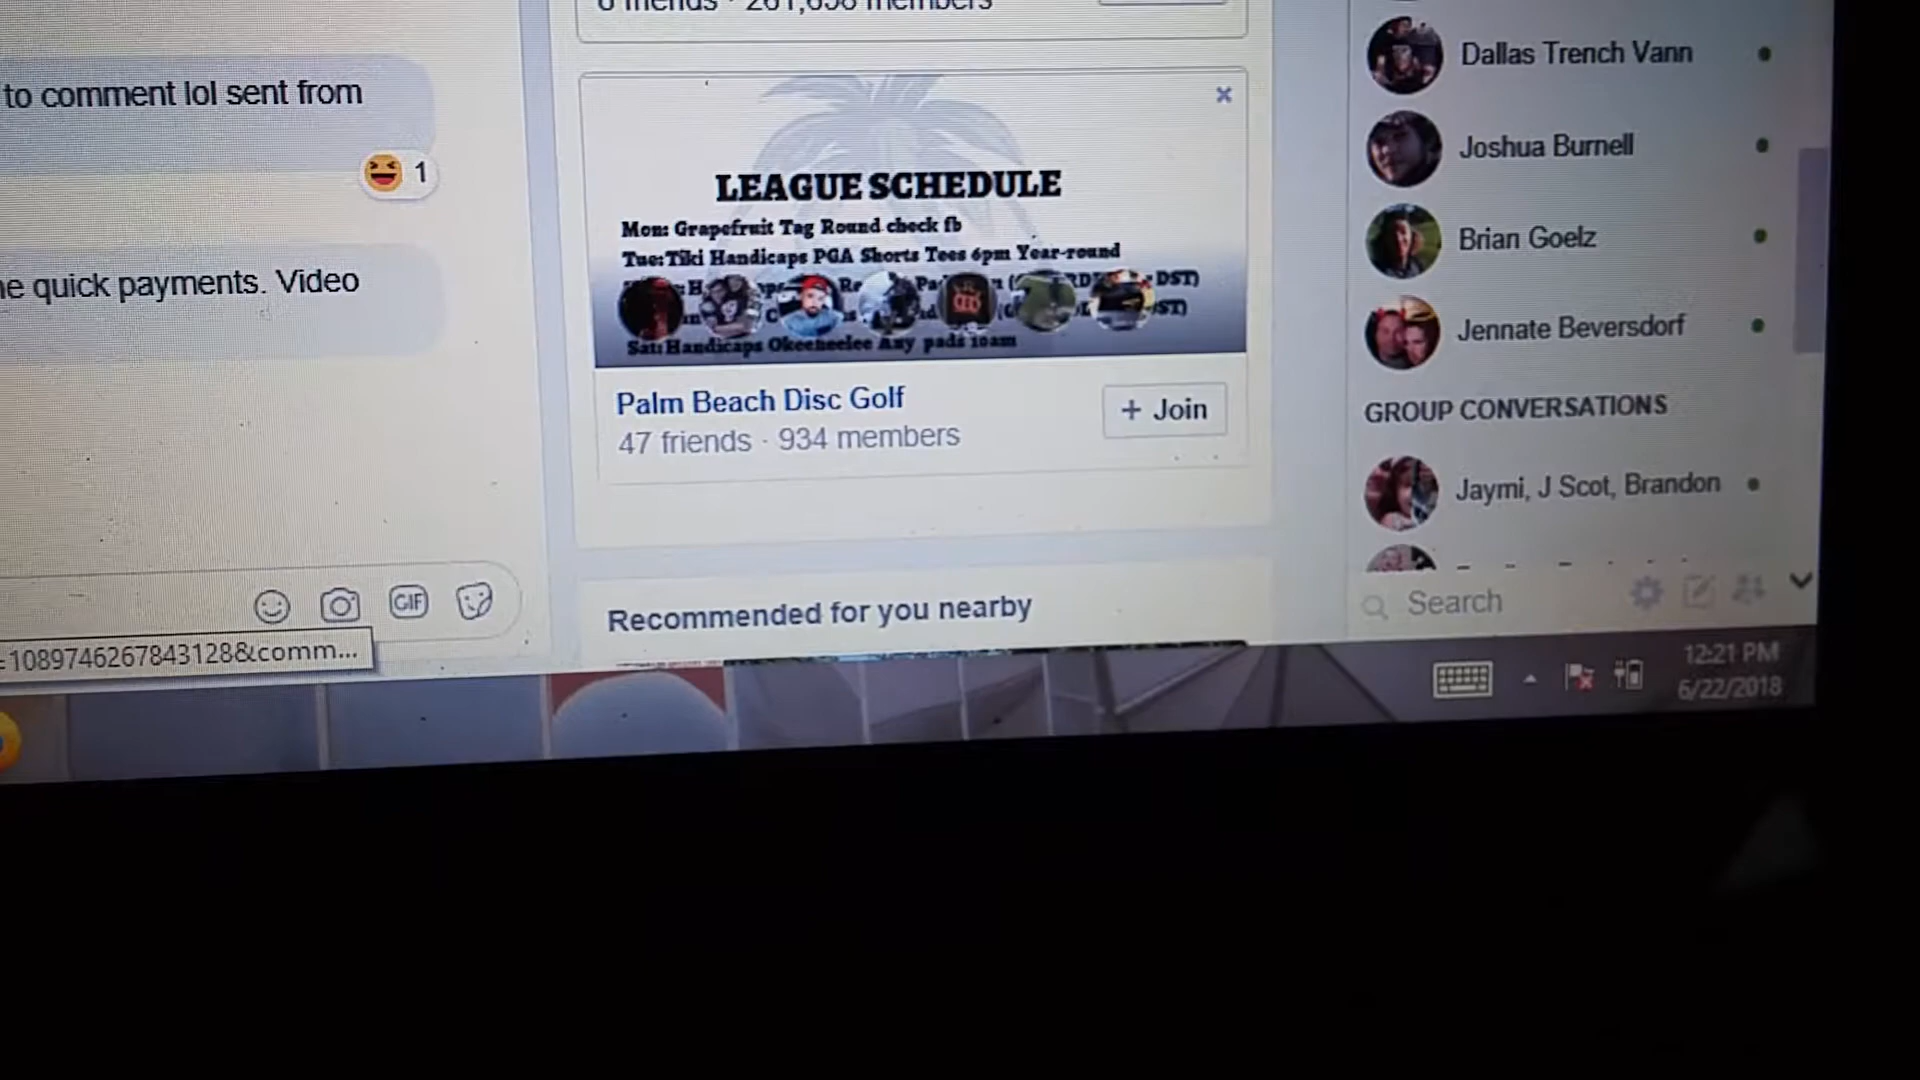 friends · 261,658 members
to comment lol sent from
1
quick payments. Video
GIF
=1089746267843128&comm...
LEAGUE SCHEDULE
Mon: Grapefruit Tag Round check fb
Tue: Tiki Handicaps PGA Shorts Tees 6pm Year-round
DST)
Sat: Handicaps Okeeheelee Any pads 10am
Palm Beach Disc Golf
47 friends · 934 members
+ Join
Recommended for you nearby
Dallas Trench Vann
Joshua Burnell
Brian Goelz
Jennate Beversdorf
GROUP CONVERSATIONS
Jaymi, J Scot, Brandon
Search
12:21 PM
6/22/2018